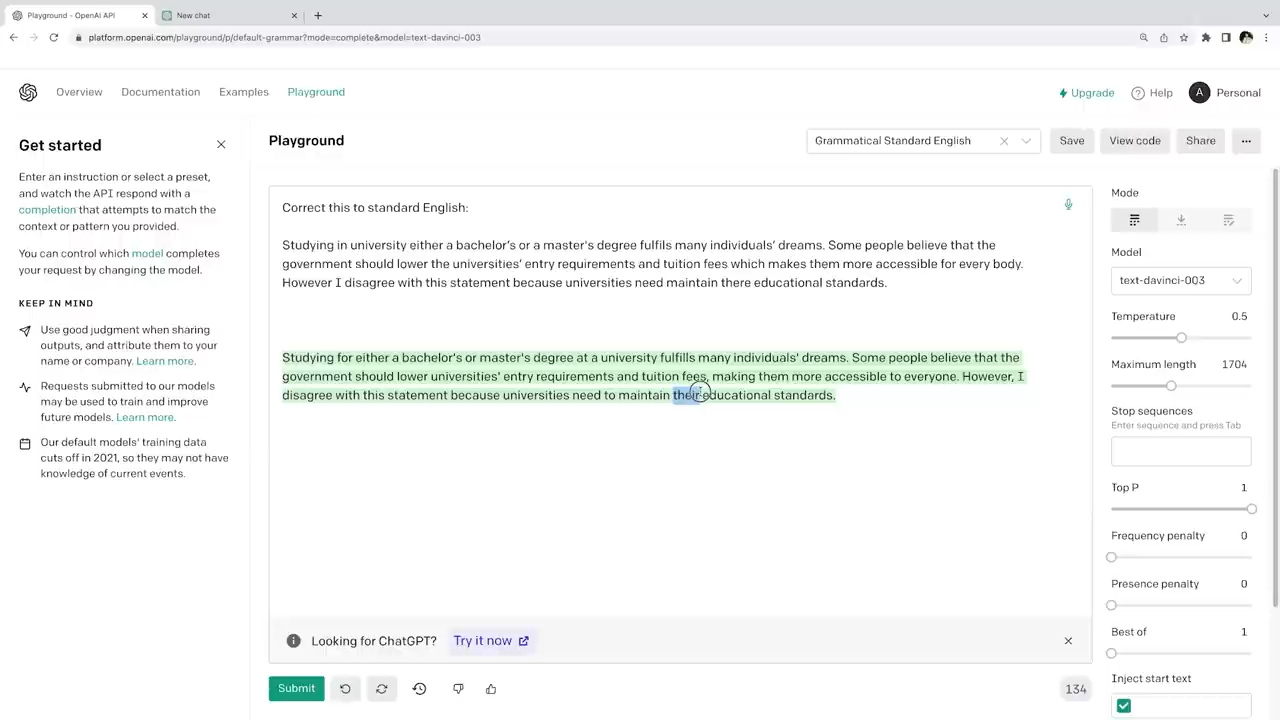 Playground - OpenAI API
New chat
platform.openai.com/playground/p/default-grammar?mode=complete&model=text-davinci-003
Overview Documentation Examples Playground
Upgrade Help A Personal
Get started
Enter an instruction or select a preset,
and watch the API respond with a
completion that attempts to match the
context or pattern you provided.
You can control which model completes
your request by changing the model.
KEEP IN MIND
Use good judgment when sharing
outputs, and attribute them to your
name or company. Learn more.
Requests submitted to our models
may be used to train and improve
future models. Learn more.
Our default models' training data
cuts off in 2021, so they may not have
knowledge of current events.
Playground
Grammatical Standard English
Save View code Share ...
Correct this to standard English:
Studying in university either a bachelor's or a master's degree fulfils many individuals' dreams. Some people believe that the
government should lower the universities' entry requirements and tuition fees which makes them more accessible for every body.
However I disagree with this statement because universities need maintain there educational standards.
Studying for either a bachelor's or master's degree at a university fulfills many individuals' dreams. Some people believe that the
government should lower universities' entry requirements and tuition fees, making them more accessible to everyone. However, I
disagree with this statement because universities need to maintain their educational standards.
Looking for ChatGPT? Try it now
Submit
134
Mode
Model
text-davinci-003
Temperature 0.5
Maximum length 1704
Stop sequences
Enter sequence and press Tab
Top P 1
Frequency penalty 0
Presence penalty 0
Best of 1
Inject start text